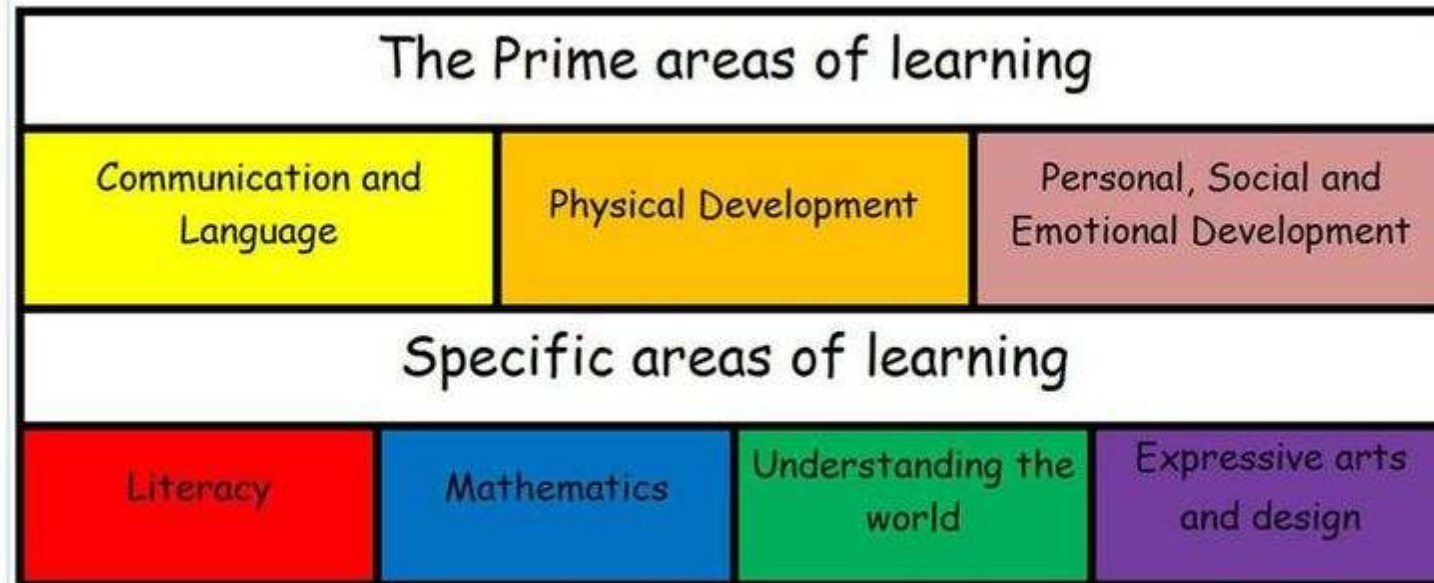 The Prime areas of learning
Communication and
Language
Physical Development
Personal, Social and
Emotional Development
Specific areas of learning
Literacy
Mathematics
Understanding the
world
Expressive arts
and design